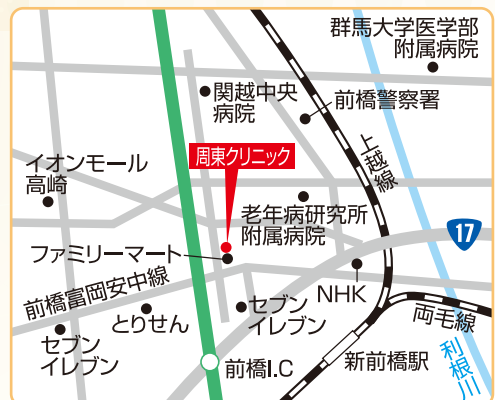 群馬大学医学部
附属病院
関越中央
病院
前橋警察署
周東クリニック
上越線
イオンモール
高崎
老年病研究所
附属病院
17
ファミリーマート
前橋富岡安中線
NHK
セブン
イレブン
とりせん
両毛線
セブン
イレブン
前橋I.C
新前橋駅
利根川